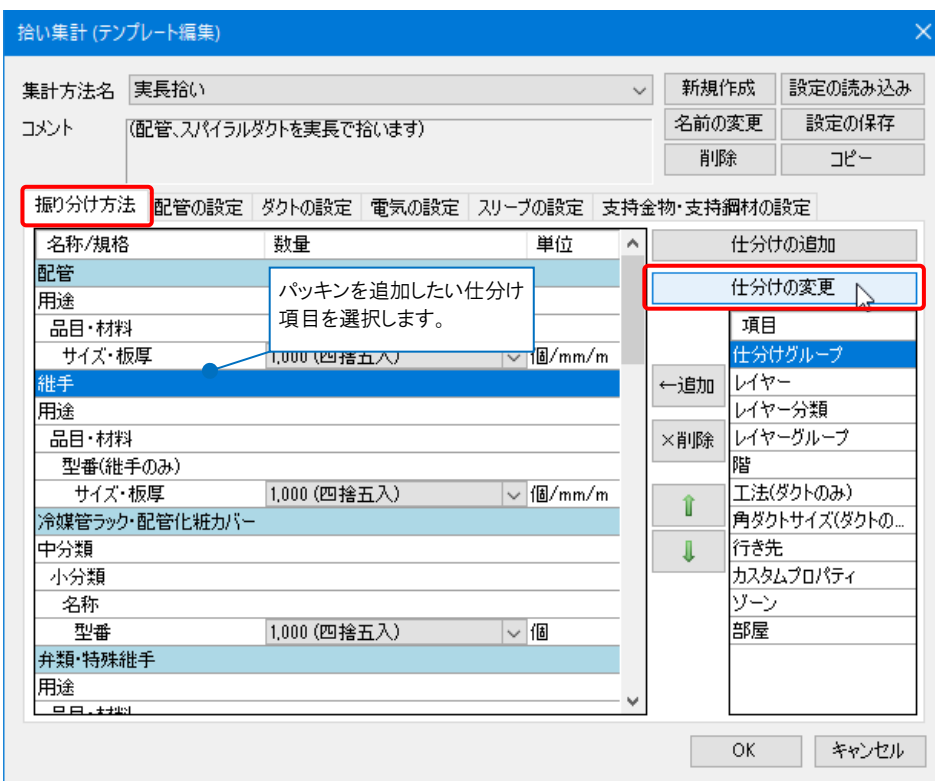 拾い集計 (テンプレート編集)
集計方法名 実長拾い 新規作成 設定の読み込み
コメント (配管、スパイラルダクトを実長で拾います) 名前の変更 設定の保存
削除 コピー
振り分け方法 配管の設定 ダクトの設定 電気の設定 スリーブの設定 支持金物・支持鋼材の設定
名称/規格 数量 単位
配管
用途
品目・材料
サイズ・板厚 1,000 (四捨五入) 個/mm/m
継手
用途
品目・材料
型番(継手のみ)
サイズ・板厚 1,000 (四捨五入) 個/mm/m
冷媒管ラック・配管化粧カバー
中分類
小分類
名称
型番 1,000 (四捨五入) 個
弁類・特殊継手
用途
品目・材料
パッキンを追加したい仕分け
項目を選択します。
仕分けの追加
仕分けの変更
←追加
×削除
項目
仕分けグループ
レイヤー
レイヤー分類
レイヤーグループ
階
工法(ダクトのみ)
角ダクトサイズ(ダクトの...
行き先
カスタムプロパティ
ゾーン
部屋
OK キャンセル